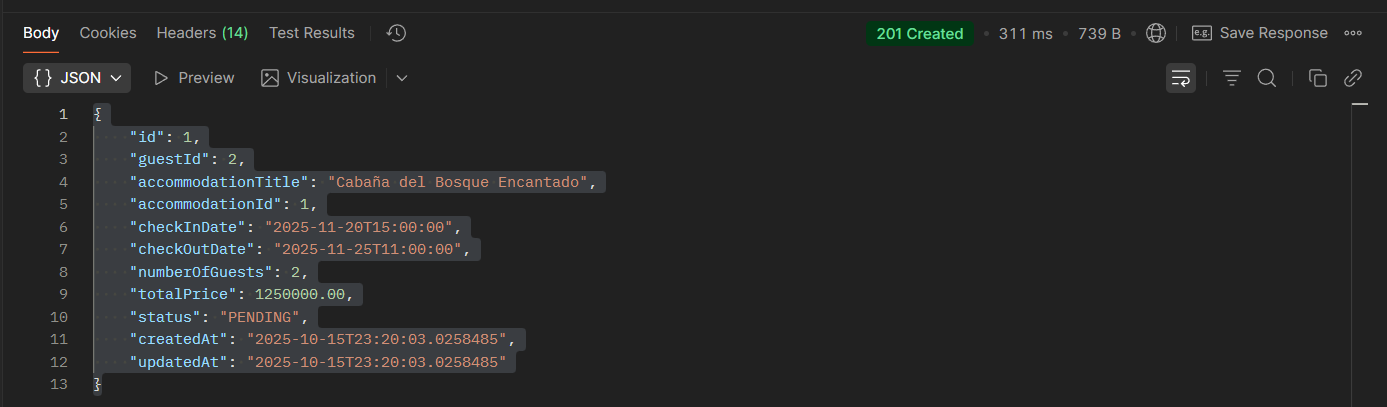 Body Cookies Headers (14) Test Results 201 Created • 311 ms • 739 B • e.g. Save Response
{} JSON Preview Visualization
1 {
2 "id": 1,
3 "guestId": 2,
4 "accommodationTitle": "Cabaña del Bosque Encantado",
5 "accommodationId": 1,
6 "checkInDate": "2025-11-20T15:00:00",
7 "checkOutDate": "2025-11-25T11:00:00",
8 "numberOfGuests": 2,
9 "totalPrice": 1250000.00,
10 "status": "PENDING",
11 "createdAt": "2025-10-15T23:20:03.0258485",
12 "updatedAt": "2025-10-15T23:20:03.0258485"
13 }